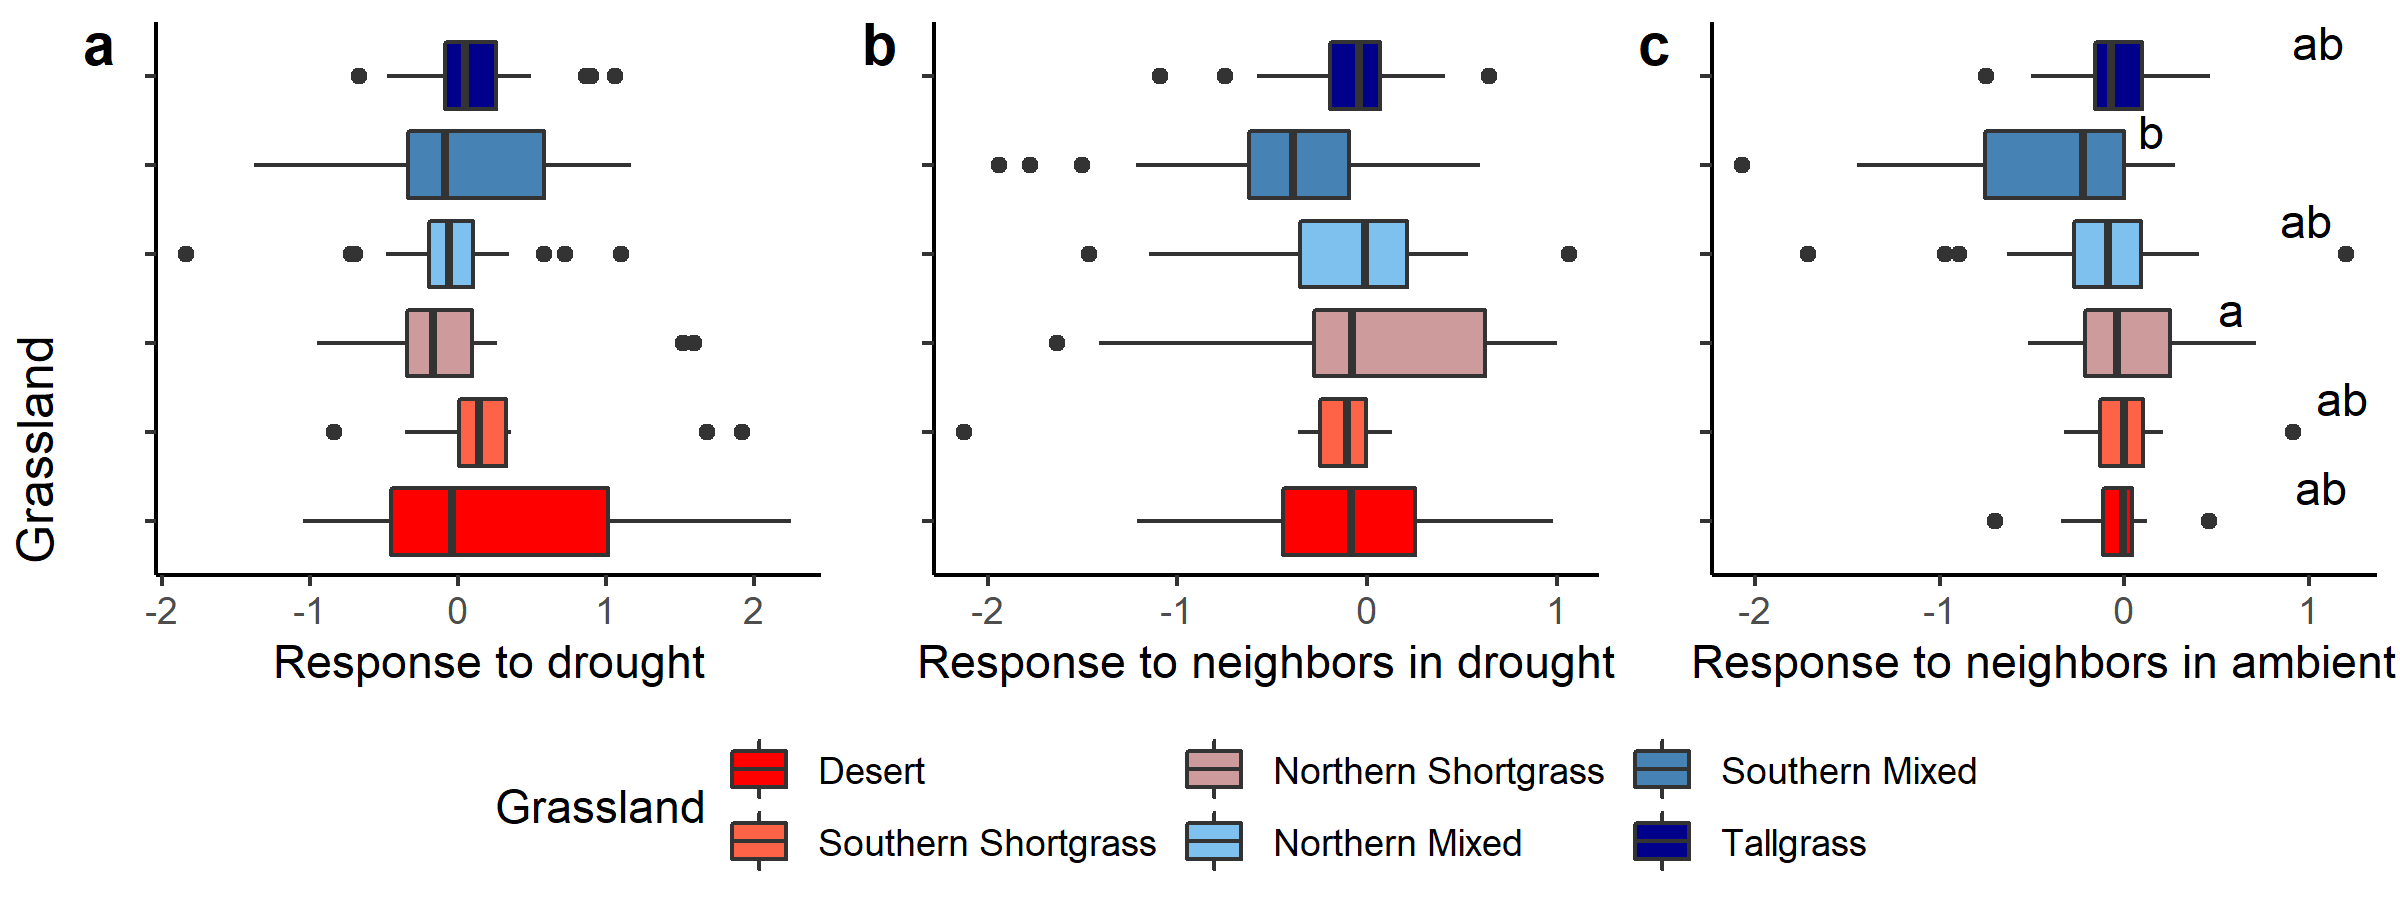 a
b
c
ab
b
ab
a
ab
ab
Grassland
-2 -1 0 1 2
-2 -1 0 1
-2 -1 0 1
Response to drought
Response to neighbors in drought
Response to neighbors in ambient
Grassland
Desert
Southern Shortgrass
Northern Shortgrass
Northern Mixed
Southern Mixed
Tallgrass